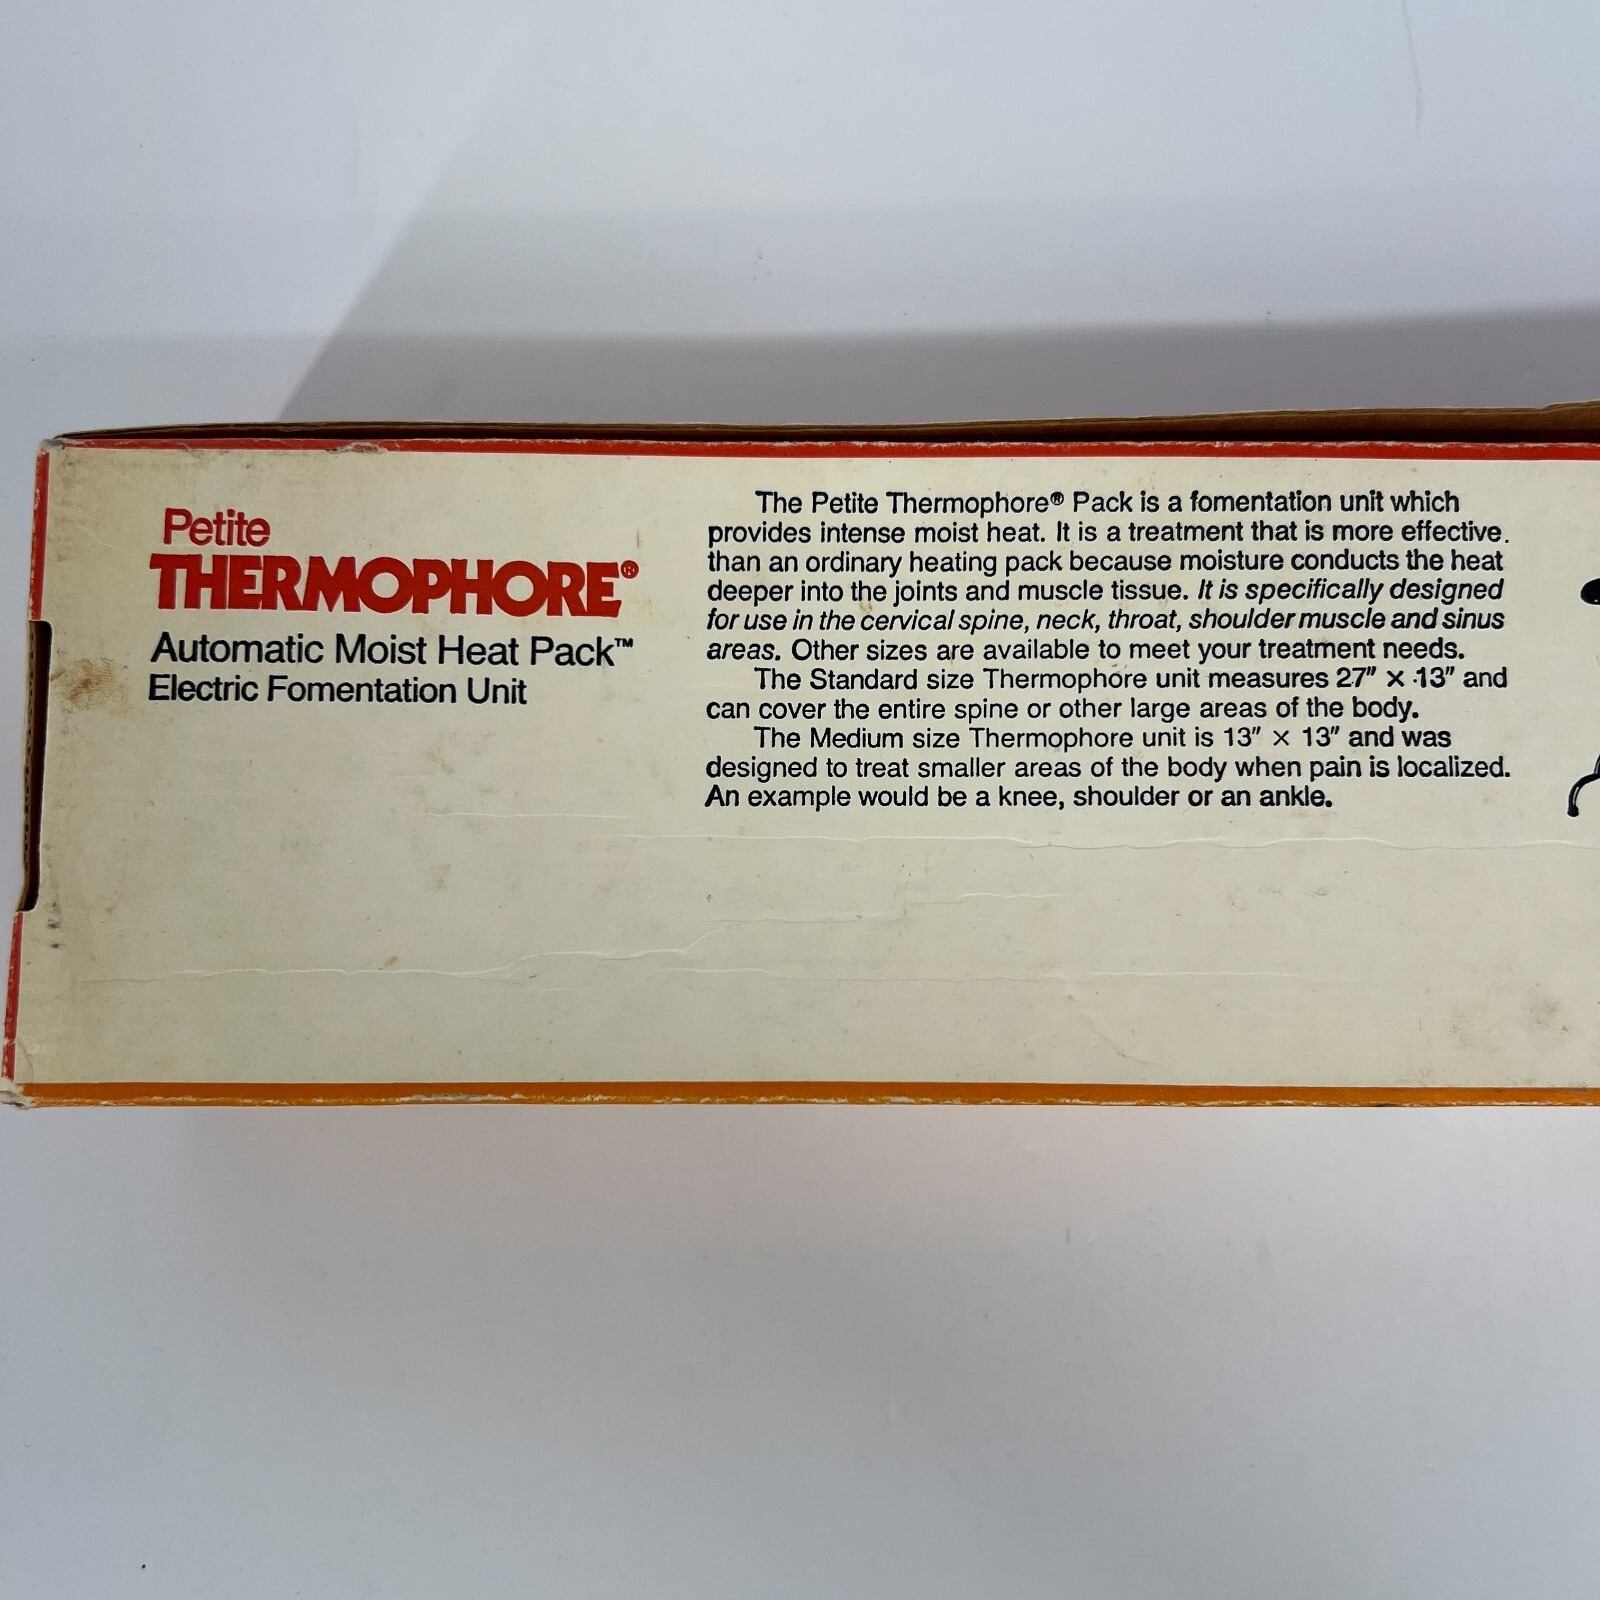 Petite
THERMOPHORE®
Automatic Moist Heat Pack™
Electric Fomentation Unit
The Petite Thermophore® Pack is a fomentation unit which
provides intense moist heat. It is a treatment that is more effective
than an ordinary heating pack because moisture conducts the heat
deeper into the joints and muscle tissue. It is specifically designed
for use in the cervical spine, neck, throat, shoulder muscle and sinus
areas. Other sizes are available to meet your treatment needs.
The Standard size Thermophore unit measures 27″ × 13″ and
can cover the entire spine or other large areas of the body.
The Medium size Thermophore unit is 13″ × 13″ and was
designed to treat smaller areas of the body when pain is localized.
An example would be a knee, shoulder or an ankle.